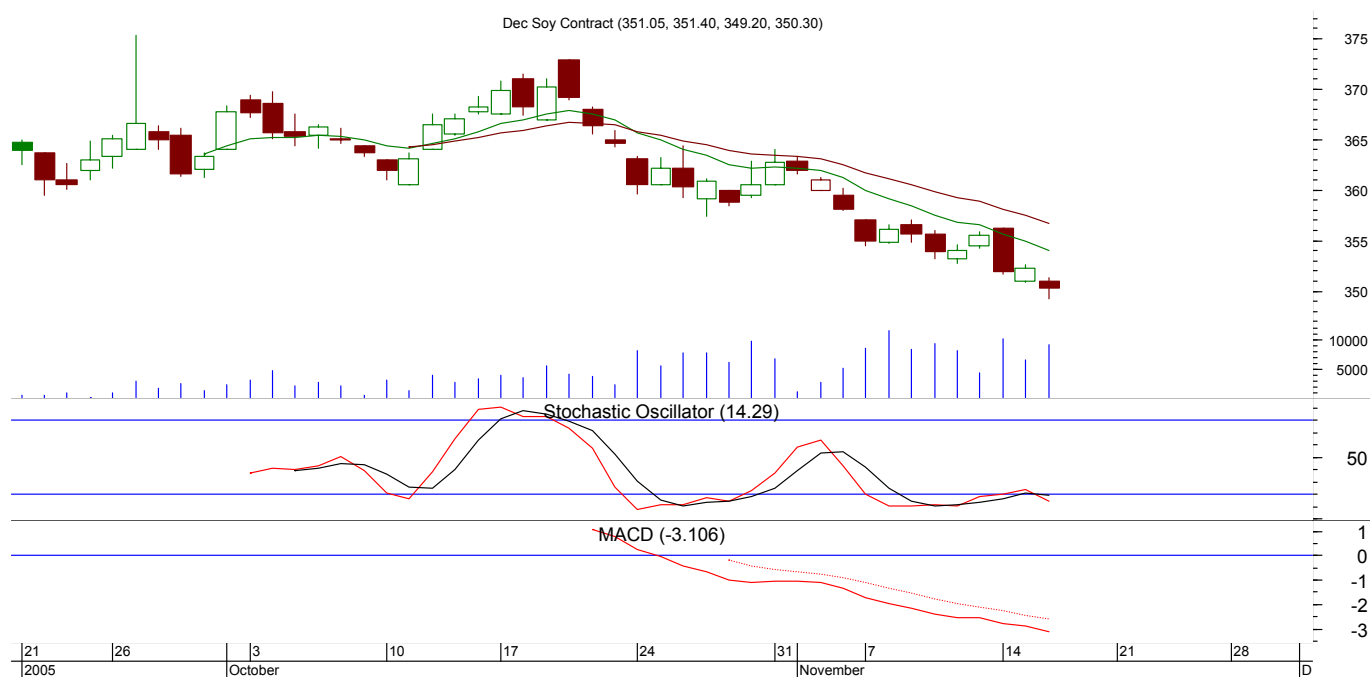 Dec Soy Contract (351.05, 351.40, 349.20, 350.30)
375
370
365
360
355
350
10000
5000
Stochastic Oscillator (14.29)
50
MACD (-3.106)
1
0
-1
-2
-3
21 26 3 10 17 24 31 7 14 21 28
2005 October November D